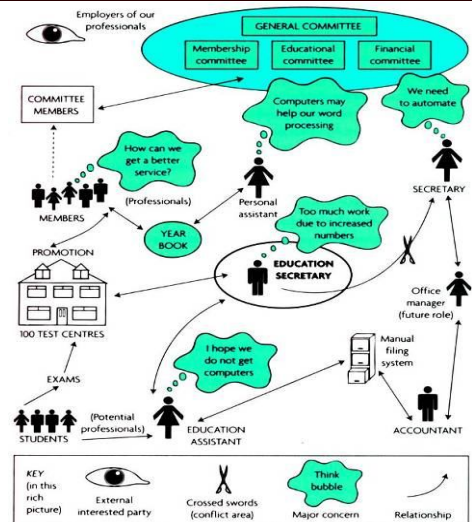 Employers of our
professionals
GENERAL COMMITTEE
Membership
committee
Educational
committee
Financial
committee
COMMITTEE
MEMBERS
Computers may
help our word
processing
We need
to automate
How can we
get a better
service?
(Professionals)
MEMBERS
Personal
assistant
SECRETARY
YEAR
BOOK
Too much work
due to increased
numbers
PROMOTION
EDUCATION
SECRETARY
Office
manager
(future role)
100 TEST CENTRES
I hope we
do not get
computers
Manual
filing
system
EXAMS
(Potential
professionals)
STUDENTS
EDUCATION
ASSISTANT
ACCOUNTANT
KEY
(in this
rich
picture)
External
interested party
Crossed swords
(conflict area)
Think
bubble
Major concern
Relationship